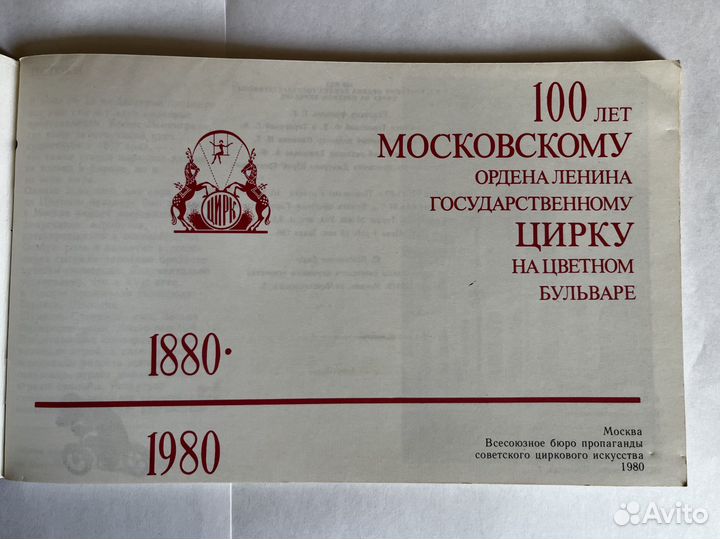 100 ЛЕТ
МОСКОВСКОМУ
ОРДЕНА ЛЕНИНА
ГОСУДАРСТВЕННОМУ
ЦИРКУ
НА ЦВЕТНОМ
БУЛЬВАРЕ
ЦИРК
1880·
1980
Москва
Всесоюзное бюро пропаганды
советского циркового искусства
1980
Avito